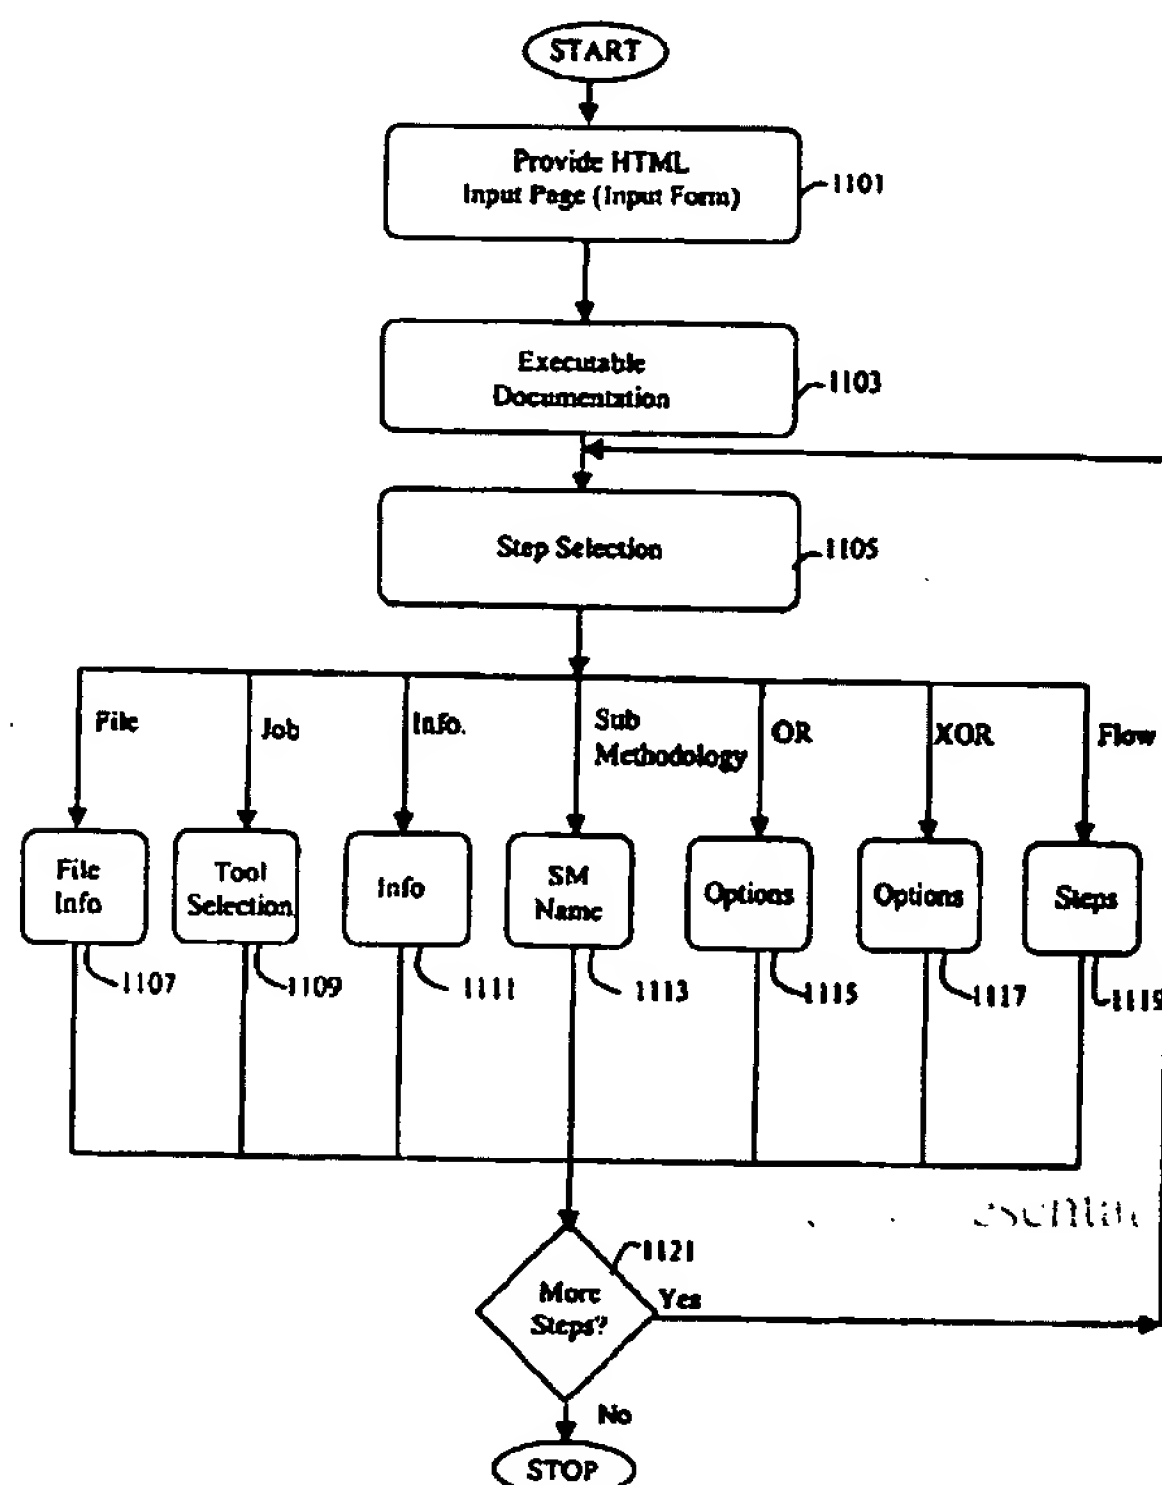 START
Provide HTML
Input Page (Input Form)
1101
Executable
Documentation
1103
Step Selection
1105
File
Job
Info.
Sub
Methodology
OR
XOR
Flow
File
Info
Tool
Selection
Info
SM
Name
Options
Options
Steps
1107
1109
1111
1113
1115
1117
1119
1121
More
Steps?
Yes
No
STOP